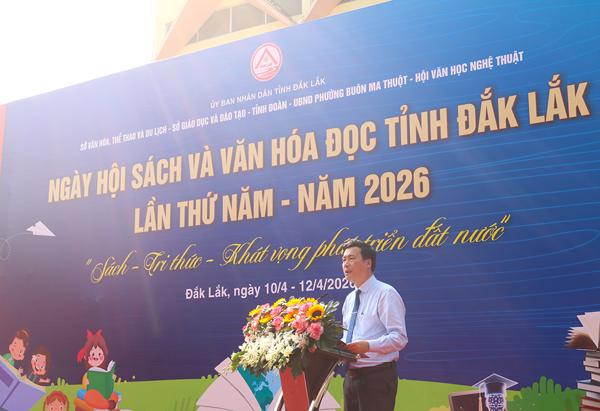 ỦY BAN NHÂN DÂN TỈNH ĐẮK LẮK
SỞ VĂN HÓA, THỂ THAO VÀ DU LỊCH - SỞ GIÁO DỤC VÀ ĐÀO TẠO - TỈNH ĐOÀN - UBND PHƯỜNG BUÔN MA THUỘT - HỘI VĂN HỌC NGHỆ THUẬT
NGÀY HỘI SÁCH VÀ VĂN HÓA ĐỌC TỈNH ĐẮK LẮK
LẦN THỨ NĂM - NĂM 2026
"Sách - Tri thức - Khát vọng phát triển đất nước"
Đắk Lắk, ngày 10/4 - 12/4/2026